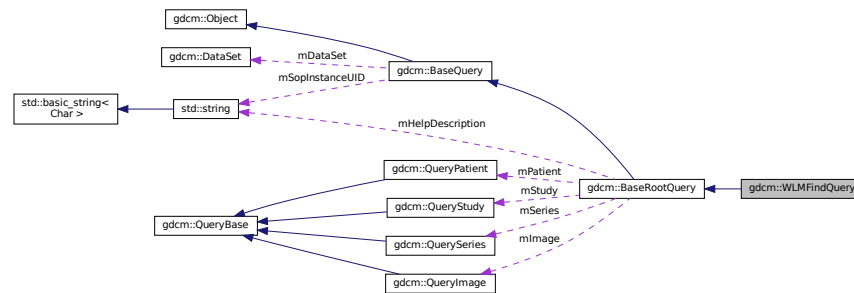 gdcm::Object
gdcm::DataSet
mDataSet
gdcm::BaseQuery
mSopInstanceUID
std::basic_string<
Char >
std::string
mHelpDescription
gdcm::QueryPatient
mPatient
gdcm::BaseRootQuery
gdcm::WLMFindQuery
mStudy
gdcm::QueryStudy
mSeries
gdcm::QueryBase
mImage
gdcm::QuerySeries
gdcm::QueryImage